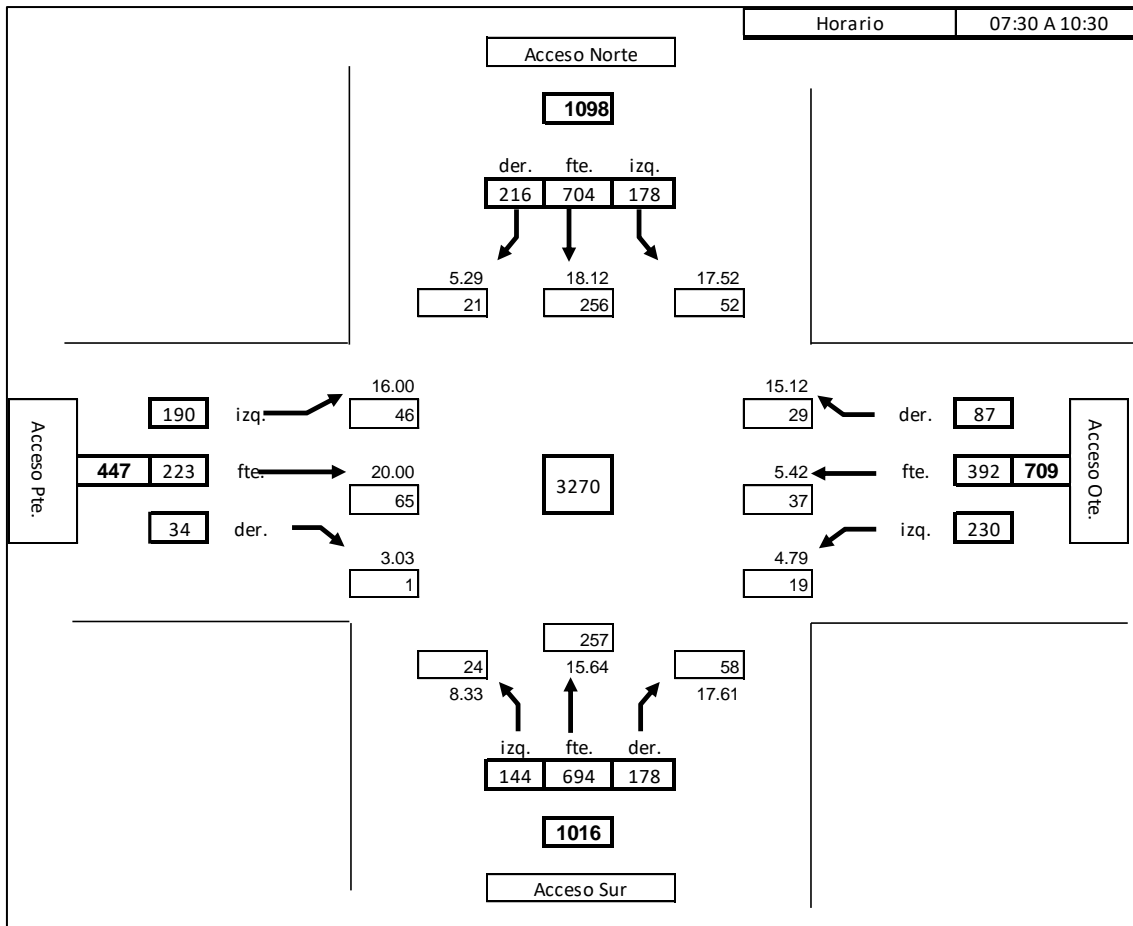 Horario 07:30 A 10:30
Acceso Norte
1098
der. fte. izq.
216 704 178
5.29 18.12 17.52
21 256 52
16.00 15.12
190 izq. 46 29 der. 87
Acceso Pte.
447 223 fte. 20.00 5.42 fte. 392 709
65 3270 37
Acceso Ote.
34 der. izq. 230
3.03 4.79
1 19
257
24 15.64 58
8.33 17.61
izq. fte. der.
144 694 178
1016
Acceso Sur